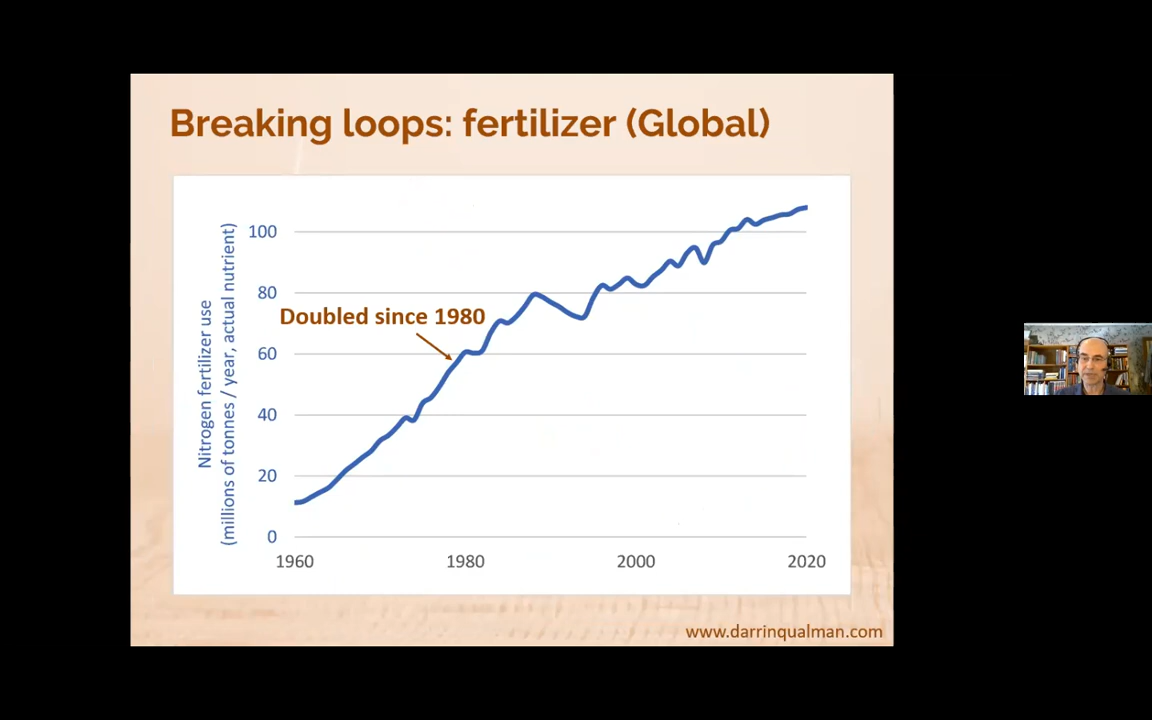 Breaking loops: fertilizer (Global)
Nitrogen fertilizer use
(millions of tonnes / year, actual nutrient)
100
80
Doubled since 1980
60
40
20
0
1960 1980 2000 2020
www.darrinqualman.com